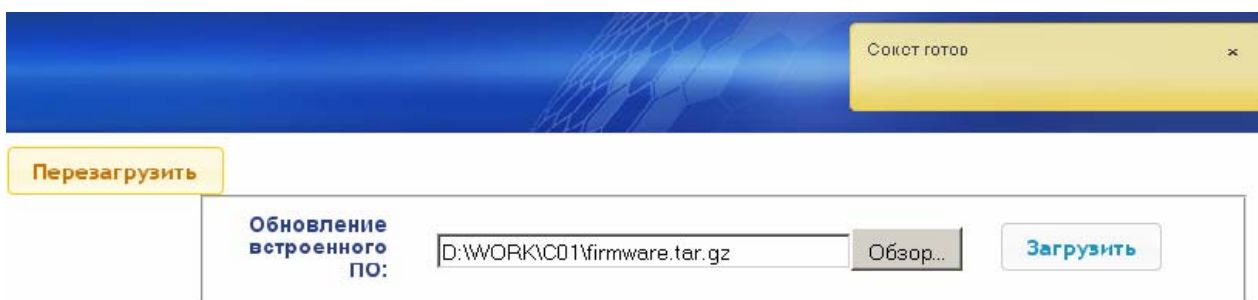 Сокет готов ×
Перезагрузить
Обновление
встроенного
ПО:
D:\WORK\C01\firmware.tar.gz
Обзор...
Загрузить